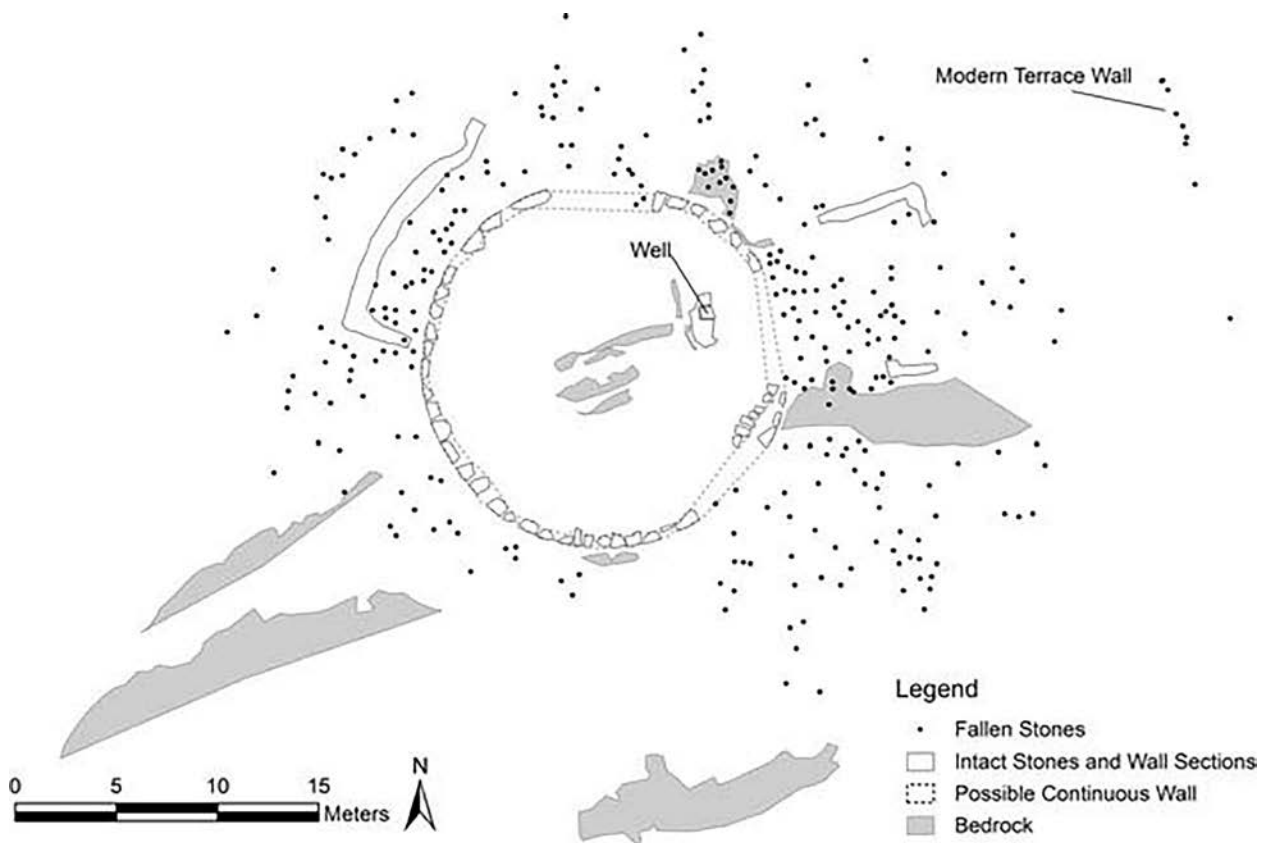 Modern Terrace Wall
Well
Legend
Fallen Stones
Intact Stones and Wall Sections
Possible Continuous Wall
Bedrock
0 5 10 15
Meters
N